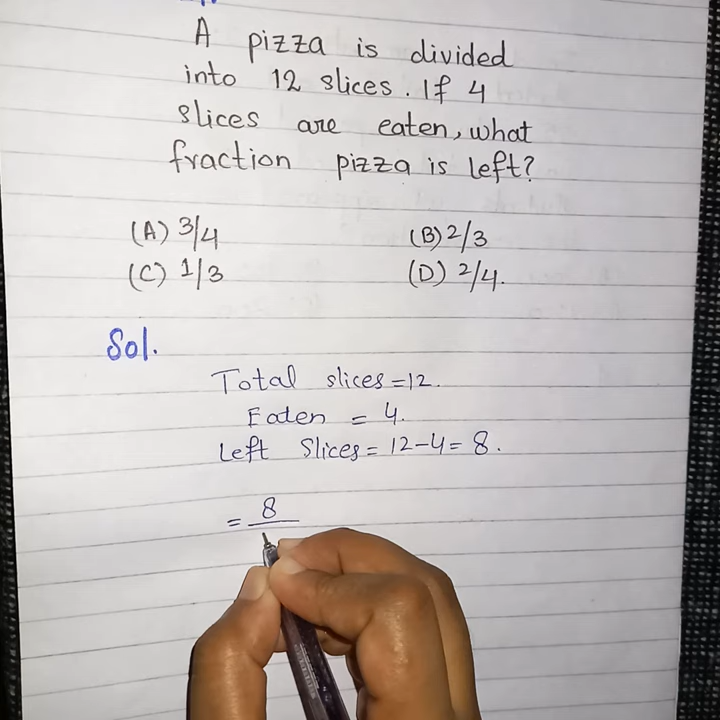 A pizza is divided
into 12 slices. If 4
slices are eaten, what
fraction pizza is left?
(A) 3/4 (B) 2/3
(C) 1/3 (D) 2/4.
Sol.
Total slices = 12.
Eaten = 4.
Left Slices = 12-4 = 8.
= 8